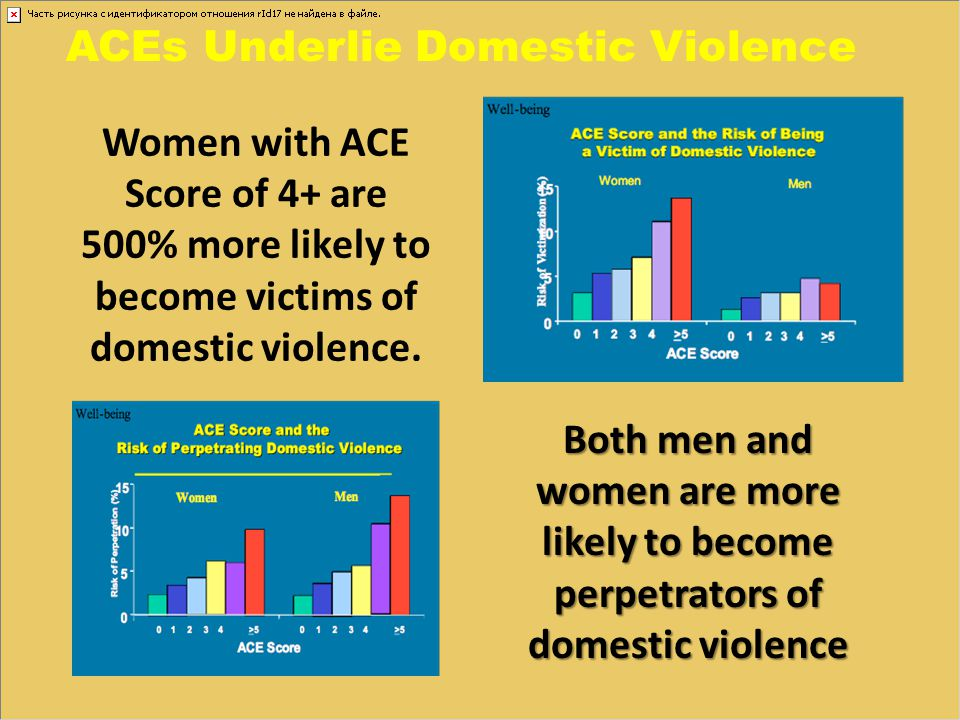 Часть рисунка с идентификатором отношения rId17 не найдена в файле.
ACEs Underlie Domestic Violence
Women with ACE
Score of 4+ are
500% more likely to
become victims of
domestic violence.
Well-being
ACE Score and the Risk of Being
a Victim of Domestic Violence
Women Men
Risk of Victimization (%)
15
10
5
0
0 1 2 3 4 >5 0 1 2 3 4 >5
ACE Score
Well-being
ACE Score and the
Risk of Perpetrating Domestic Violence
Women Men
Risk of Perpetration (%)
15
10
5
0
0 1 2 3 4 >5 0 1 2 3 4 >5
ACE Score
Both men and
women are more
likely to become
perpetrators of
domestic violence